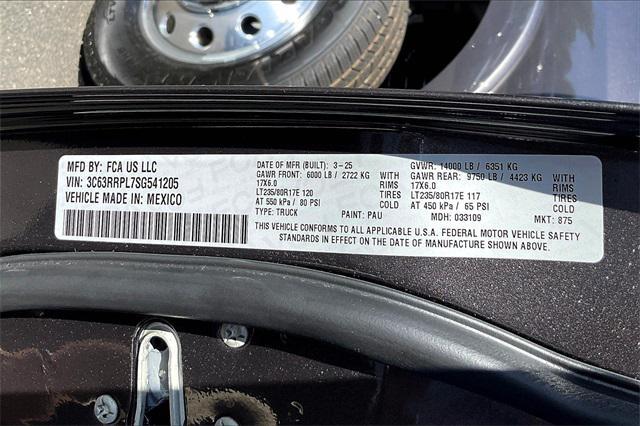 MFD BY: FCA US LLC
VIN: 3C63RRPL7SG541205
VEHICLE MADE IN: MEXICO
DATE OF MFR (BUILT): 3-25
GAWR FRONT: 6000 LB / 2722 KG WITH
17X6.0 RIMS
LT235/80R17E 120 TIRES
AT 550 kPa / 80 PSI COLD
TYPE: TRUCK PAINT: PAU MDH: 033109 MKT: 875
GVWR: 14000 LB / 6351 KG
GAWR REAR: 9750 LB / 4423 KG WITH
17X6.0 RIMS
LT235/80R17E 117 TIRES
AT 450 kPa / 65 PSI COLD
THIS VEHICLE CONFORMS TO ALL APPLICABLE U.S.A. FEDERAL MOTOR VEHICLE SAFETY
STANDARDS IN EFFECT ON THE DATE OF MANUFACTURE SHOWN ABOVE.